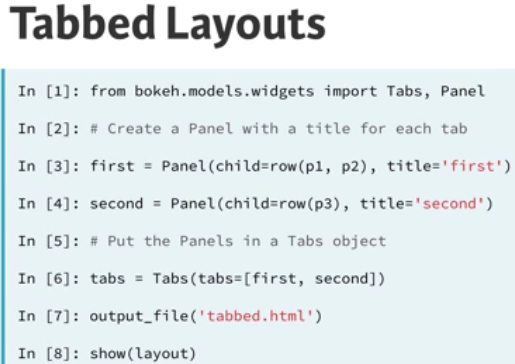 Tabbed Layouts
In [1]: from bokeh.models.widgets import Tabs, Panel
In [2]: # Create a Panel with a title for each tab
In [3]: first = Panel(child=row(p1, p2), title='first')
In [4]: second = Panel(child=row(p3), title='second')
In [5]: # Put the Panels in a Tabs object
In [6]: tabs = Tabs(tabs=[first, second])
In [7]: output_file('tabbed.html')
In [8]: show(layout)